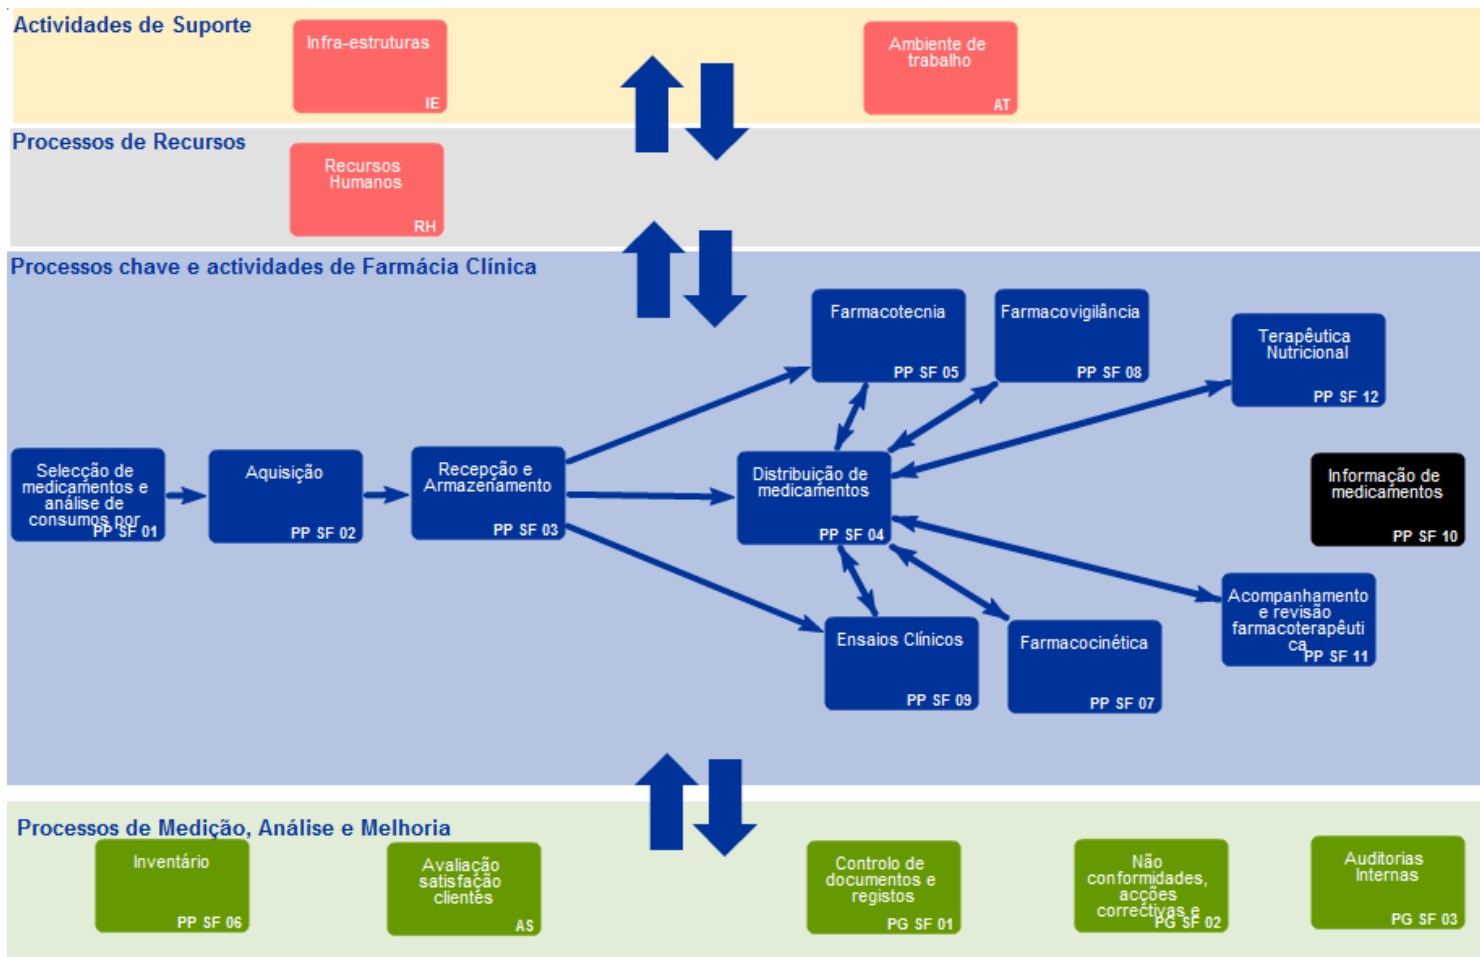 Actividades de Suporte
Infra-estruturas
IE
Ambiente de
trabalho
AT
Processos de Recursos
Recursos
Humanos
RH
Processos chave e actividades de Farmácia Clínica
Farmacotecnia
PP SF 05
Farmacovigilância
PP SF 08
Terapêutica
Nutricional
PP SF 12
Selecção de
medicamentos e
análise de
consumos por
PP SF 01
Aquisição
PP SF 02
Recepção e
Armazenamento
PP SF 03
Distribuição de
medicamentos
PP SF 04
Informação de
medicamentos
PP SF 10
Ensaios Clínicos
PP SF 09
Farmacocinética
PP SF 07
Acompanhamento
e revisão
farmacoterapêuti
ca
PP SF 11
Processos de Medição, Análise e Melhoria
Inventário
PP SF 06
Avaliação
satisfação
clientes
AS
Controlo de
documentos e
registos
PG SF 01
Não
conformidades,
acções
correctivas e
PG SF 02
Auditorias
Internas
PG SF 03